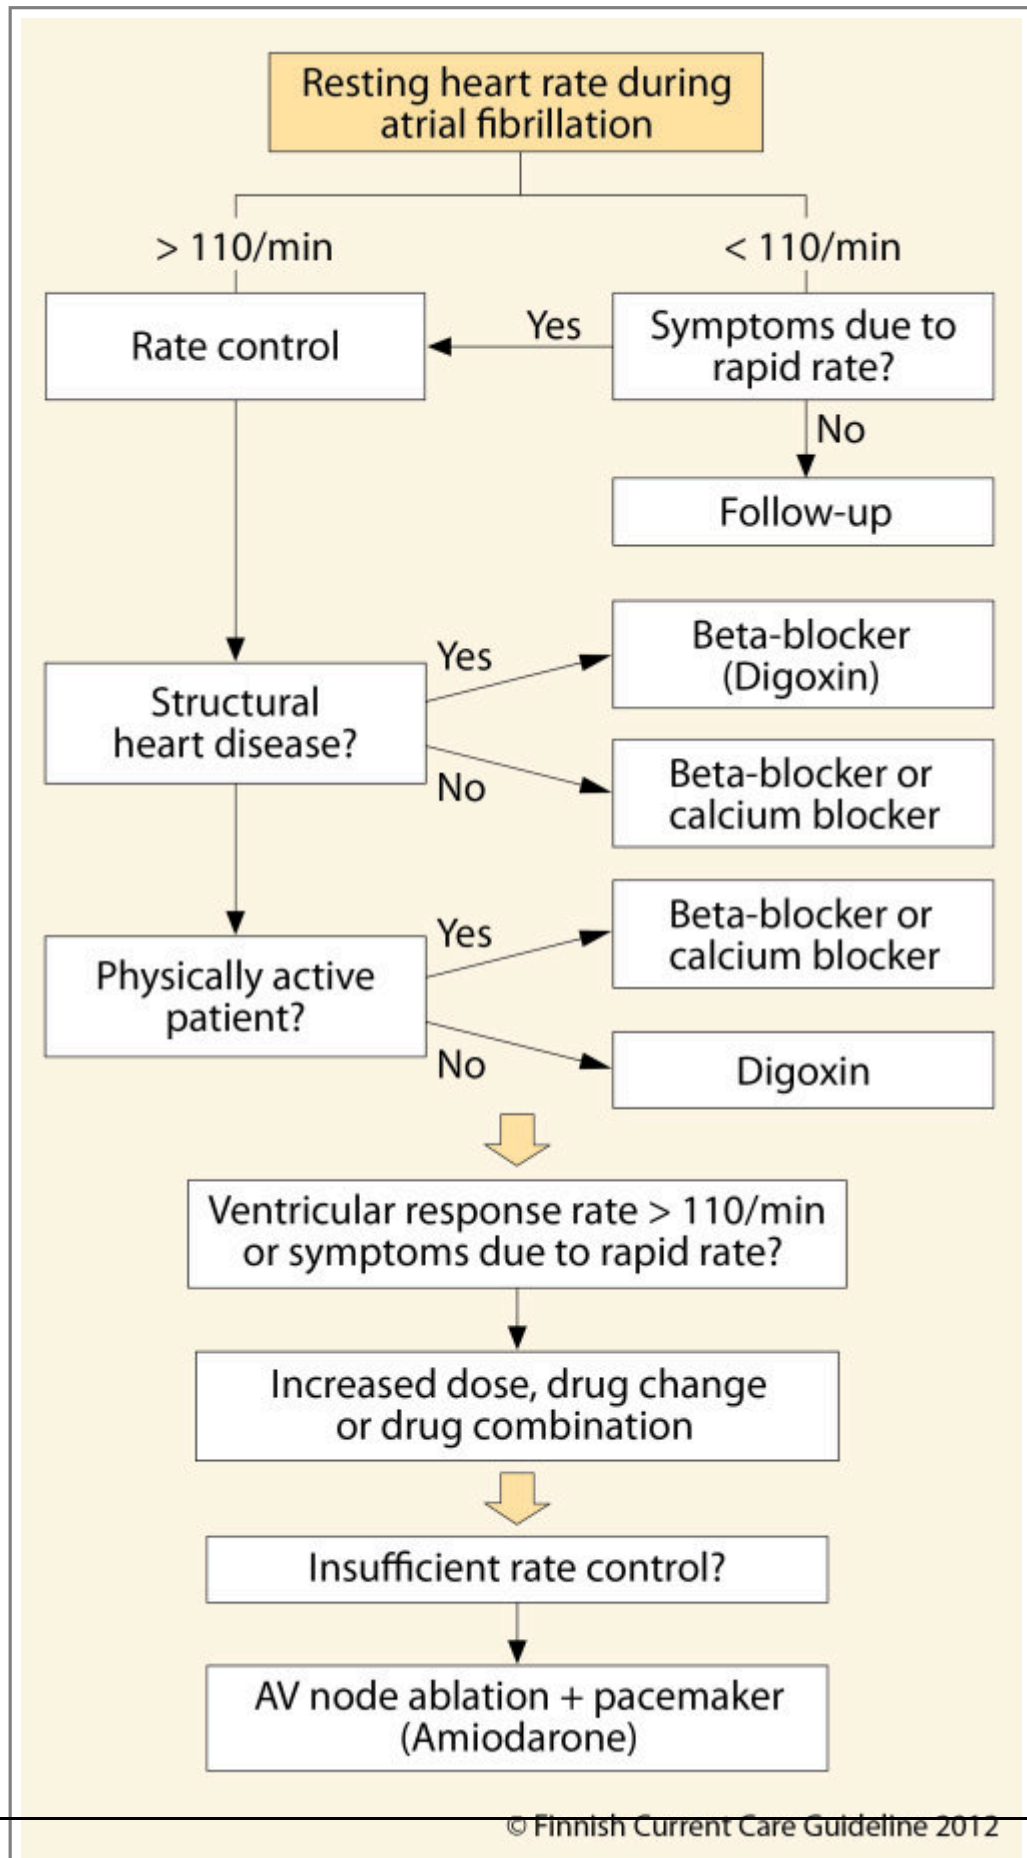 Resting heart rate during
atrial fibrillation
> 110/min
< 110/min
Rate control
Yes
Symptoms due to
rapid rate?
No
Follow-up
Structural
heart disease?
Yes
Beta-blocker
(Digoxin)
No
Beta-blocker or
calcium blocker
Physically active
patient?
Yes
Beta-blocker or
calcium blocker
No
Digoxin
Ventricular response rate > 110/min
or symptoms due to rapid rate?
Increased dose, drug change
or drug combination
Insufficient rate control?
AV node ablation + pacemaker
(Amiodarone)
© Finnish Current Care Guideline 2012